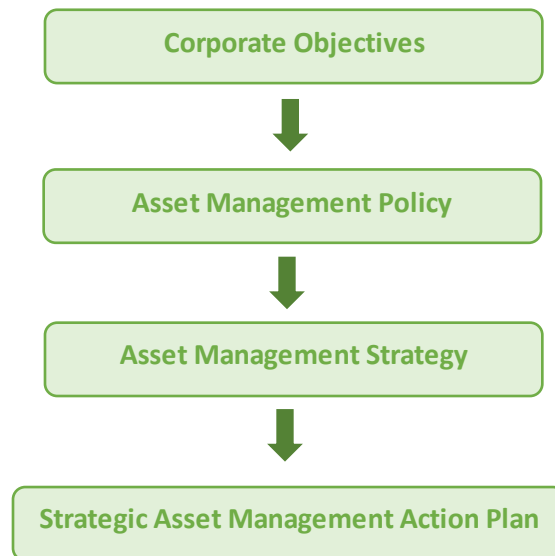 Corporate Objectives
Asset Management Policy
Asset Management Strategy
Strategic Asset Management Action Plan